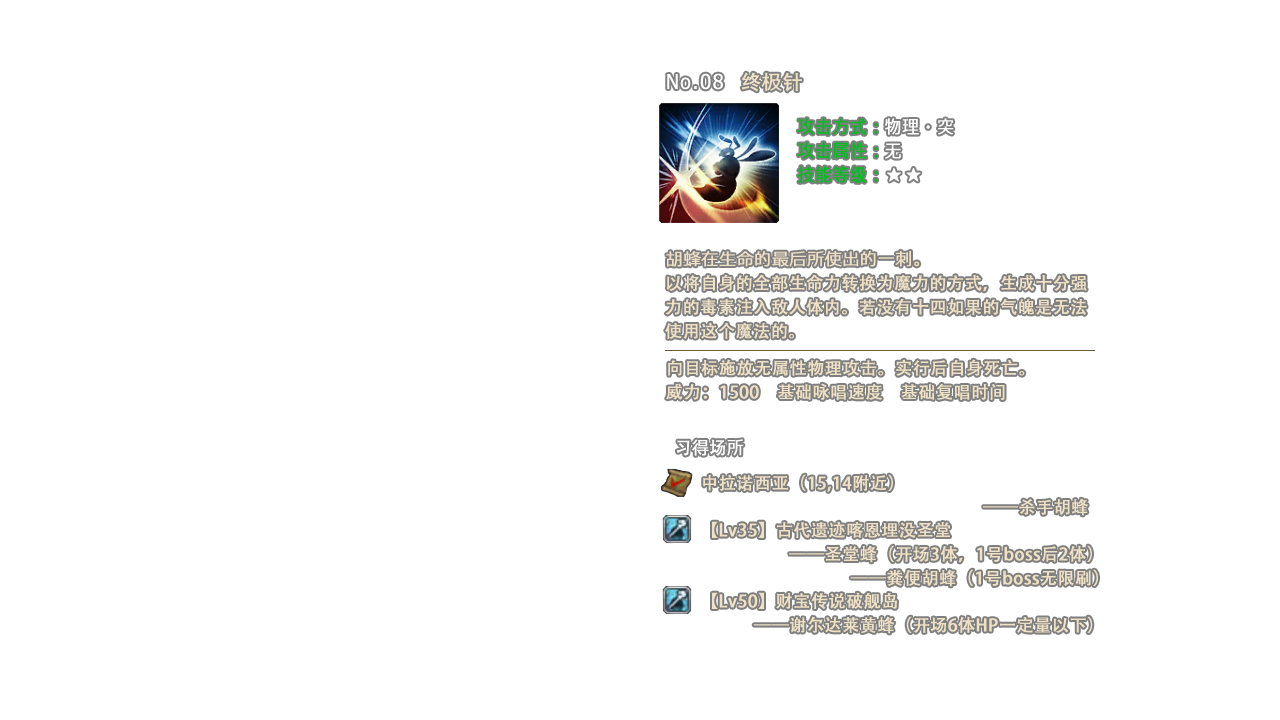 No.08 终极针
攻击方式：物理·突
攻击属性：无
技能等级：★★
胡蜂在生命的最后所使出的一刺。
以将自身的全部生命力转换为魔力的方式，生成十分强
力的毒素注入敌人体内。若没有十四如果的气魄是无法
使用这个魔法的。
向目标施放无属性物理攻击。实行后自身死亡。
威力：1500 基础咏唱速度 基础复唱时间
习得场所
中拉诺西亚（15,14附近）
——杀手胡蜂
【Lv35】古代遗迹喀恩埋没圣堂
——圣堂蜂（开场3体，1号boss后2体）
——粪便胡蜂（1号boss无限刷）
【Lv50】财宝传说破舰岛
——谢尔达莱黄蜂（开场6体HP一定量以下）